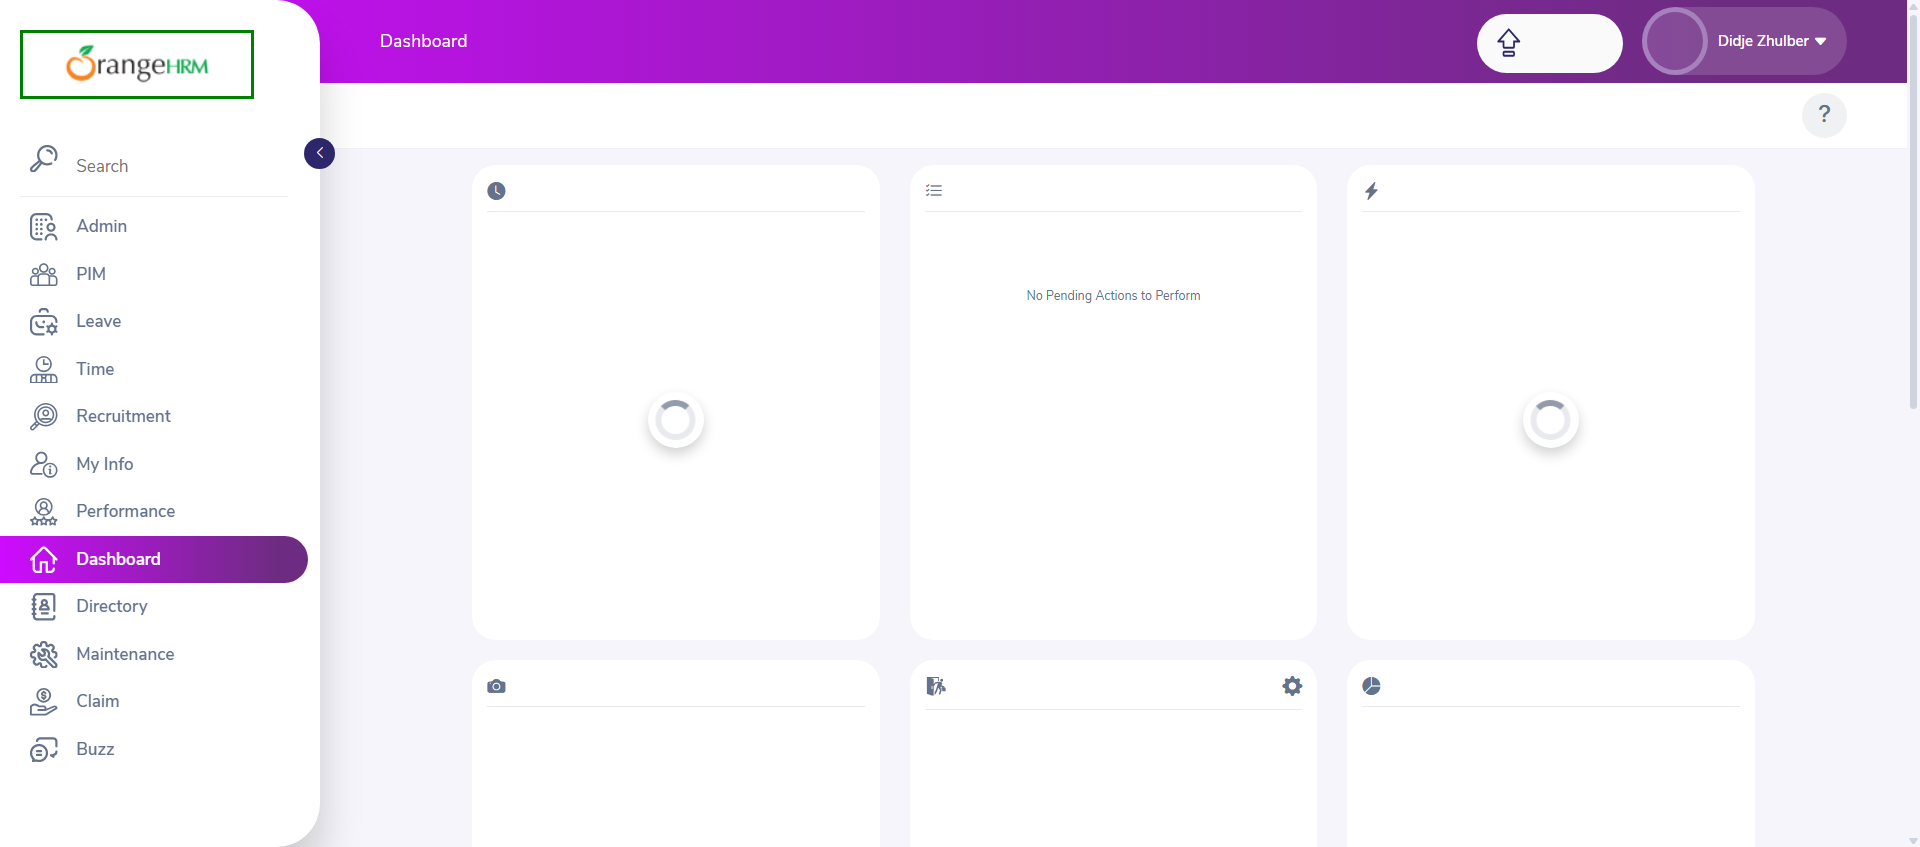 OrangeHRM
Dashboard
Didje Zhulber
?
Search
Admin
PIM
Leave
Time
Recruitment
My Info
Performance
Dashboard
Directory
Maintenance
Claim
Buzz
No Pending Actions to Perform